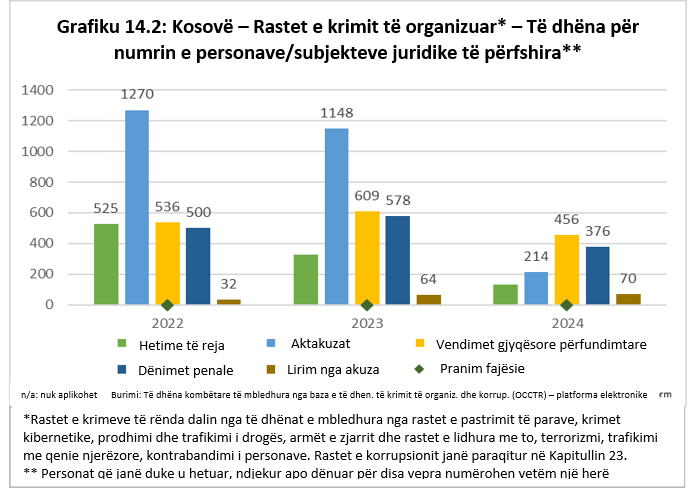 Grafiku 14.2: Kosovë – Rastet e krimit të organizuar* – Të dhëna për
numrin e personave/subjekteve juridike të përfshira**
1400
1200
1000
800
600
400
200
0
1270
525
536
500
32
1148
609
578
64
214
456
376
70
2022
2023
2024
Hetime të reja
Aktakuzat
Vendimet gjyqësore përfundimtare
Dënimet penale
Lirim nga akuza
Pranim fajësie
n/a: nuk aplikohet Burimi: Të dhëna kombëtare të mbledhura nga baza e të dhen. të krimit të organiz. dhe korrup. (OCCTR) – platforma elektronike rm
*Rastet e krimeve të rënda dalin nga të dhënat e mbledhura nga rastet e pastrimit të parave, krimet
kibernetike, prodhimi dhe trafikimi i drogës, armët e zjarrit dhe rastet e lidhura me to, terrorizmi, trafikimi
me qenie njerëzore, kontrabandimi i personave. Rastet e korrupsionit janë paraqitur në Kapitullin 23.
** Personat që janë duke u hetuar, ndjekur apo dënuar për disa vepra numërohen vetëm një herë